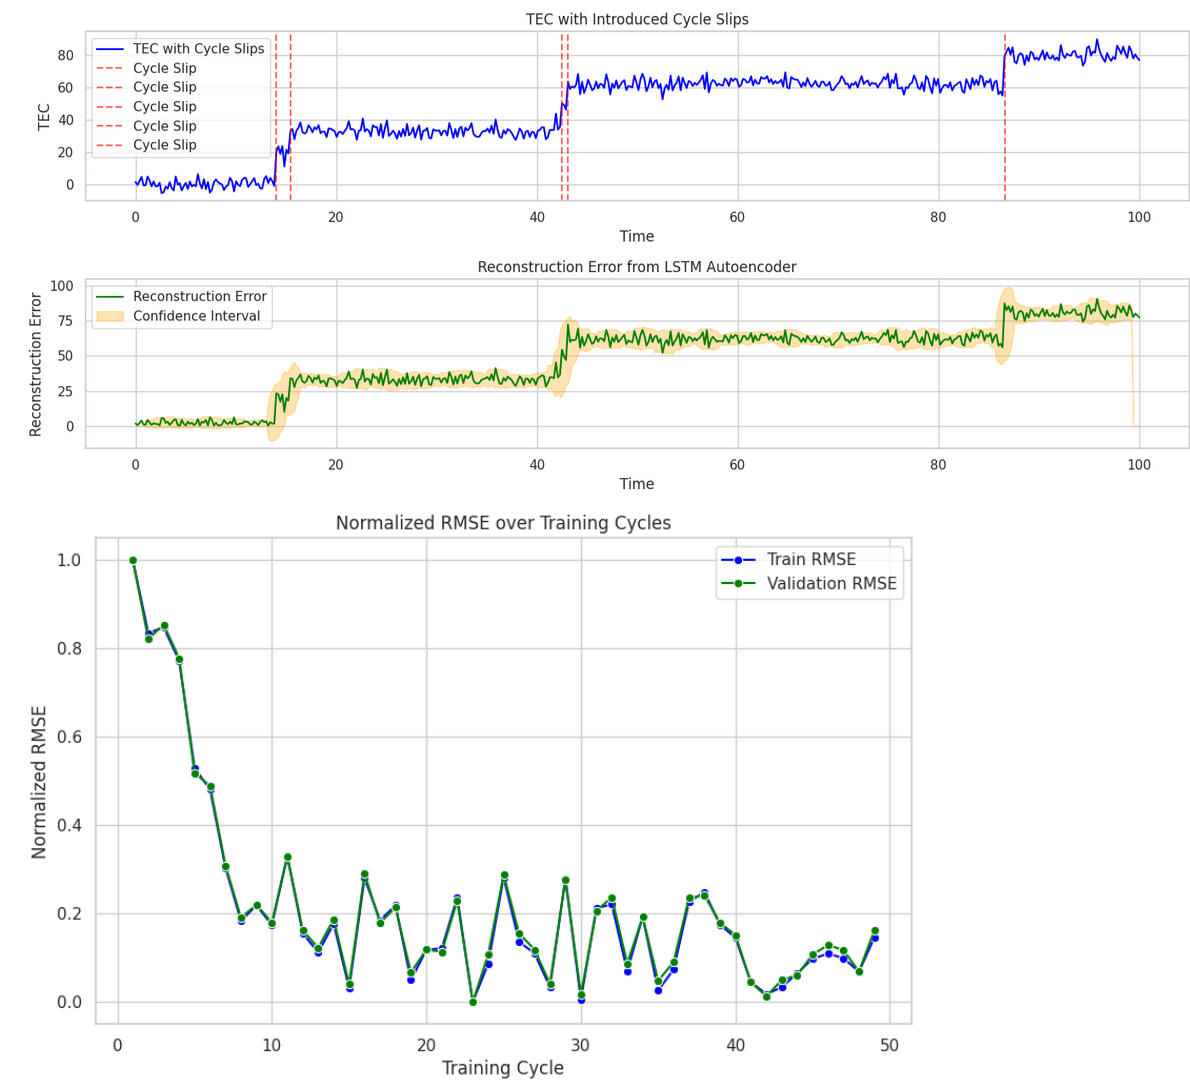 TEC with Introduced Cycle Slips
TEC
80
60
40
20
0
TEC with Cycle Slips
Cycle Slip
Cycle Slip
Cycle Slip
Cycle Slip
Cycle Slip
0 20 40 60 80 100
Time
Reconstruction Error from LSTM Autoencoder
Reconstruction Error
100
75
50
25
0
Reconstruction Error
Confidence Interval
0 20 40 60 80 100
Time
Normalized RMSE over Training Cycles
Normalized RMSE
1.0
0.8
0.6
0.4
0.2
0.0
Train RMSE
Validation RMSE
0 10 20 30 40 50
Training Cycle